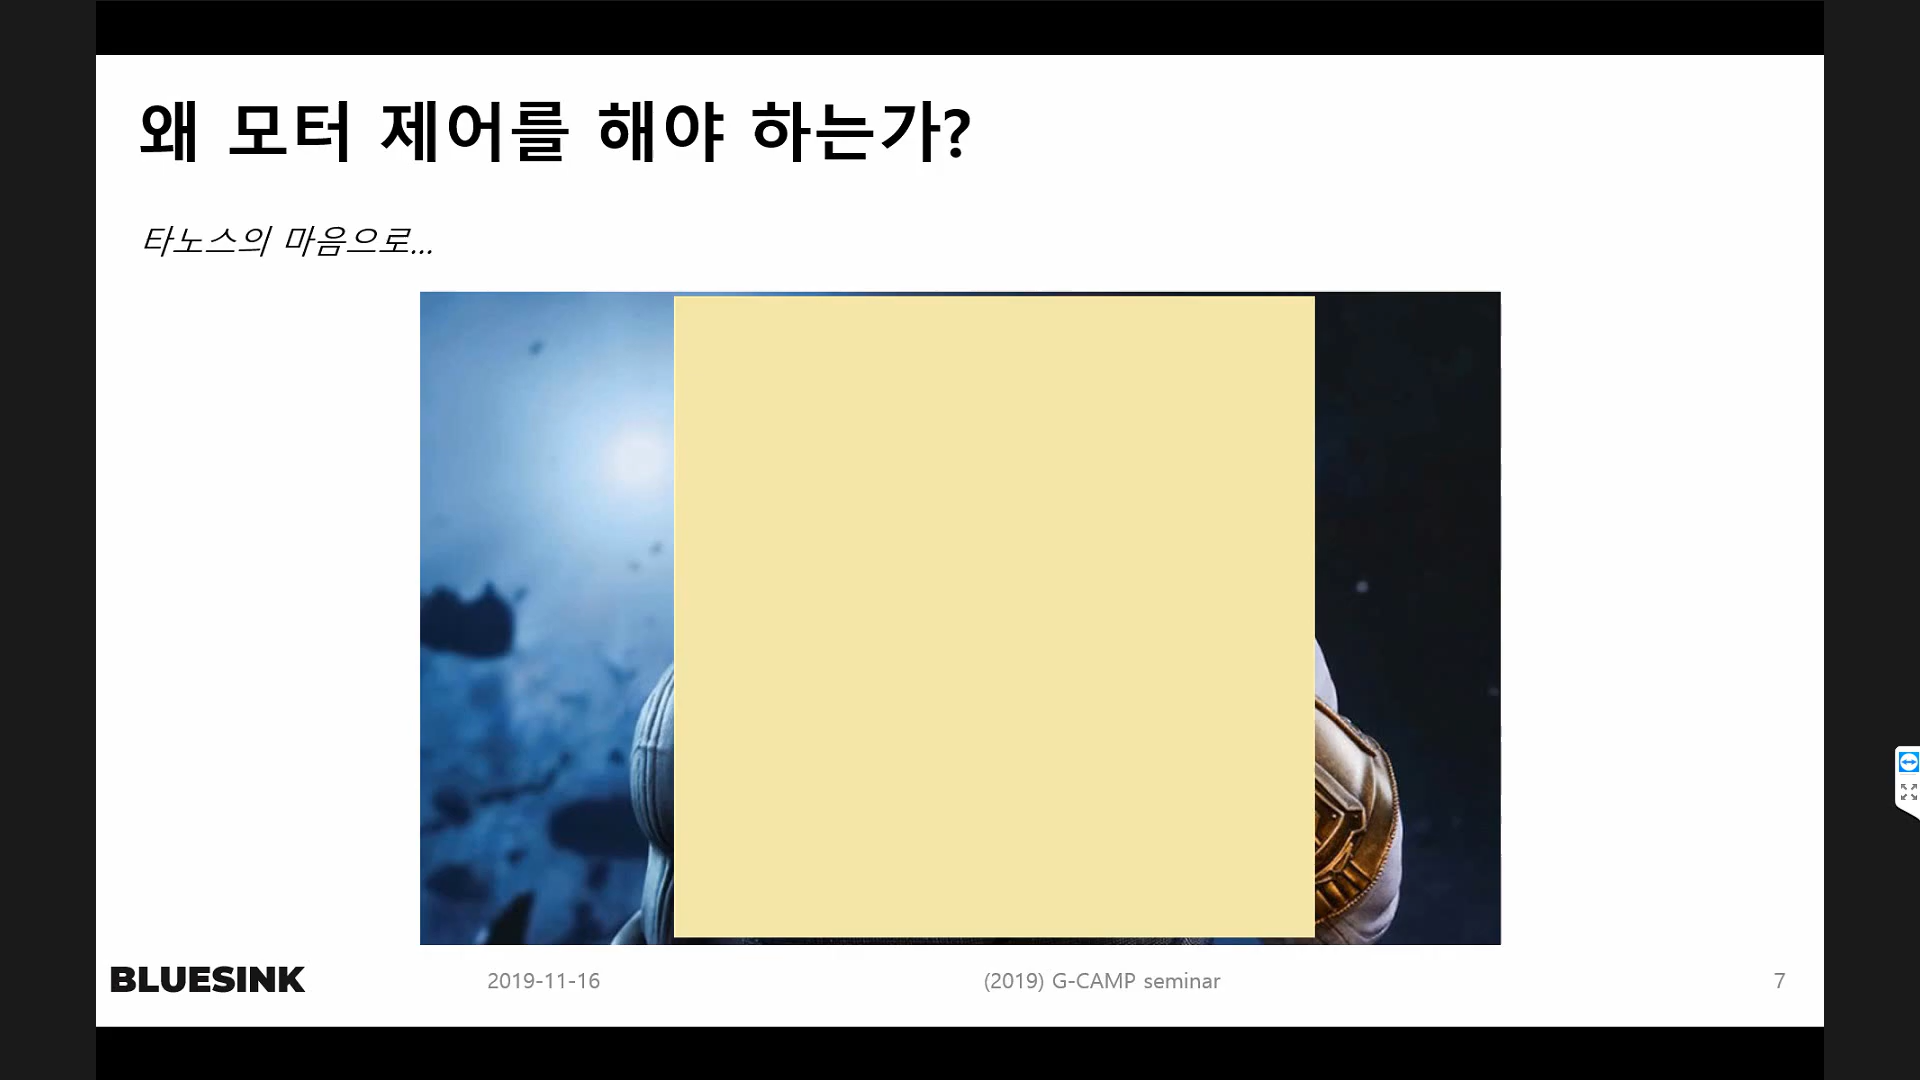 왜 모터 제어를 해야 하는가?
타노스의 마음으로...
BLUESINK
2019-11-16
(2019) G-CAMP seminar
7